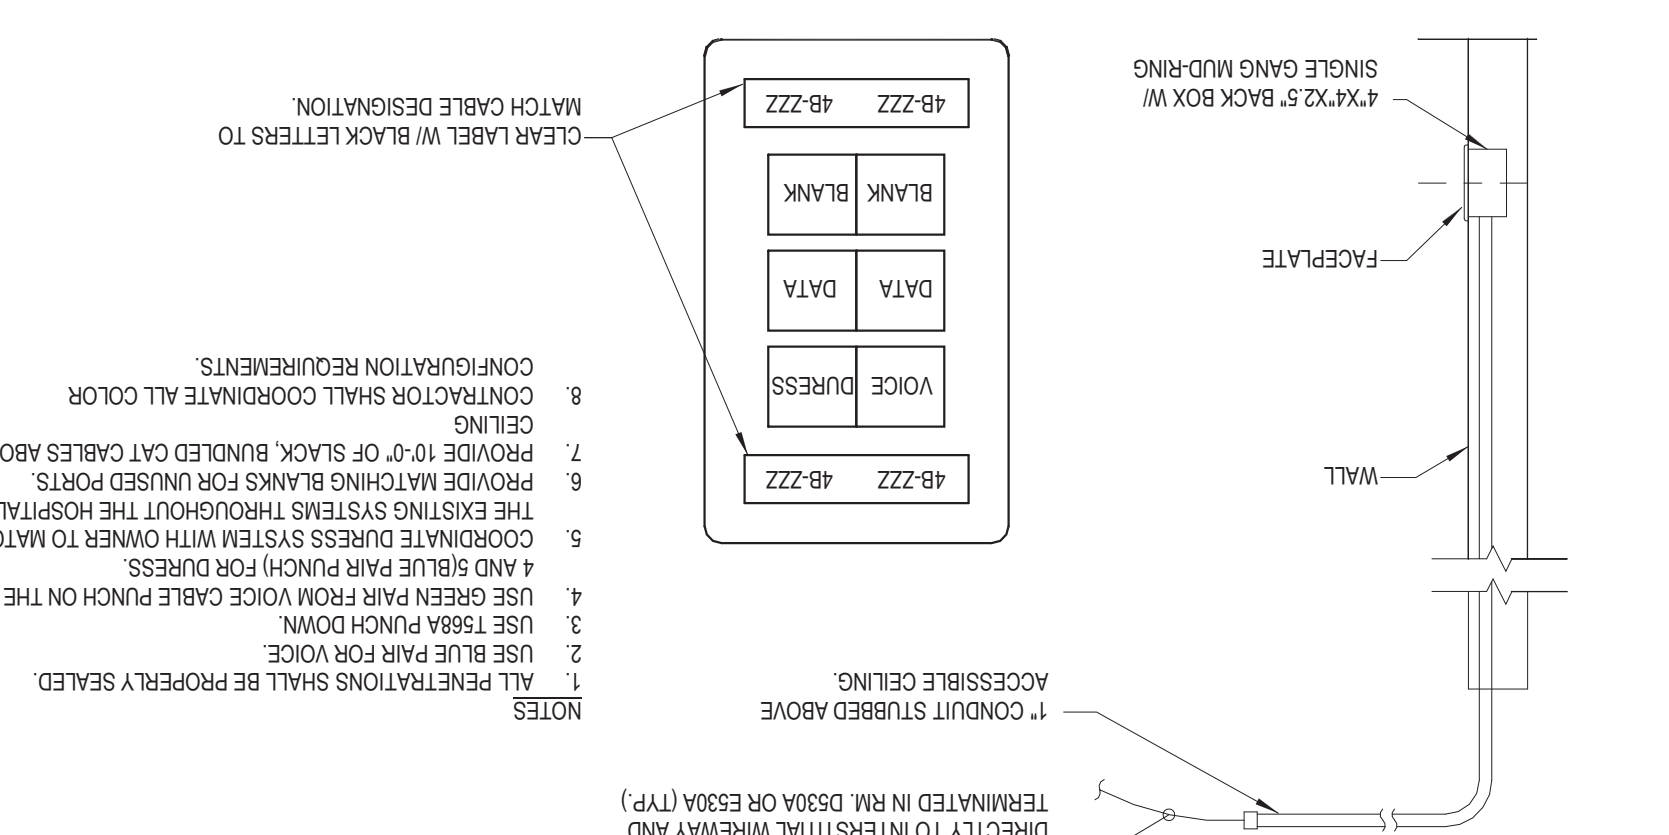 DIRECTLY TO INTERSTITIAL WIREWAY AND
TERMINATED IN RM. D530A OR E530A (TYP.)
1" CONDUIT STUBBED ABOVE
ACCESSIBLE CEILING.
WALL
FACEPLATE
4"X4"X2.5" BACK BOX W/
SINGLE GANG MUD-RING
4B-ZZZ 4B-ZZZ
VOICE DURESS
DATA DATA
BLANK BLANK
4B-ZZZ 4B-ZZZ
NOTES
1. ALL PENETRATIONS SHALL BE PROPERLY SEALED.
2. USE BLUE PAIR FOR VOICE.
3. USE T568A PUNCH DOWN.
4. USE GREEN PAIR FROM VOICE CABLE PUNCH ON THE
4 AND 5(BLUE PAIR PUNCH) FOR DURESS.
5. COORDINATE DURESS SYSTEM WITH OWNER TO MATC
THE EXISTING SYSTEMS THROUGHOUT THE HOSPITAL
6. PROVIDE MATCHING BLANKS FOR UNUSED PORTS.
7. PROVIDE 10'-0" OF SLACK, BUNDLED CAT CABLES ABO
CEILING
8. CONTRACTOR SHALL COORDINATE ALL COLOR
CONFIGURATION REQUIREMENTS.
CLEAR LABEL W/ BLACK LETTERS TO
MATCH CABLE DESIGNATION.